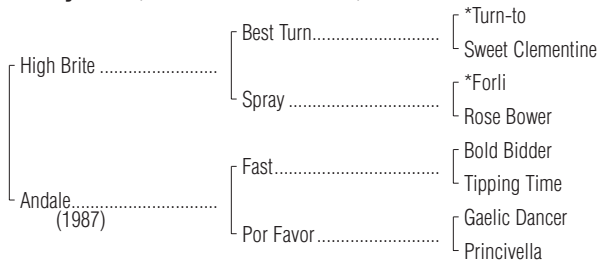 *Turn-to
Best Turn
Sweet Clementine
High Brite
*Forli
Spray
Rose Bower
Bold Bidder
Fast
Tipping Time
Andale
(1987)
Gaelic Dancer
Por Favor
Princivella